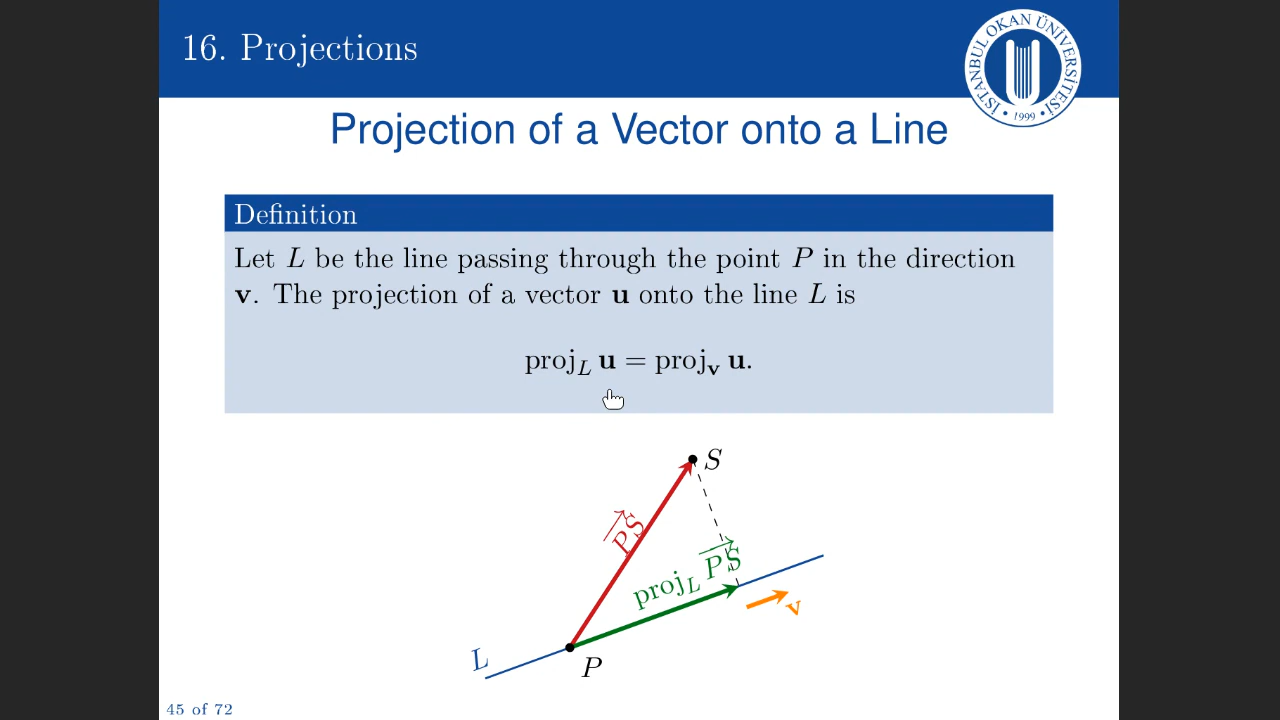 16. Projections
İSTANBUL OKAN ÜNİVERSİTESİ
• 1999 •
Projection of a Vector onto a Line
Definition
Let L be the line passing through the point P in the direction
v. The projection of a vector u onto the line L is
proj_L u = proj_v u.
S
PS
proj_L PS
v
L
P
45 of 72